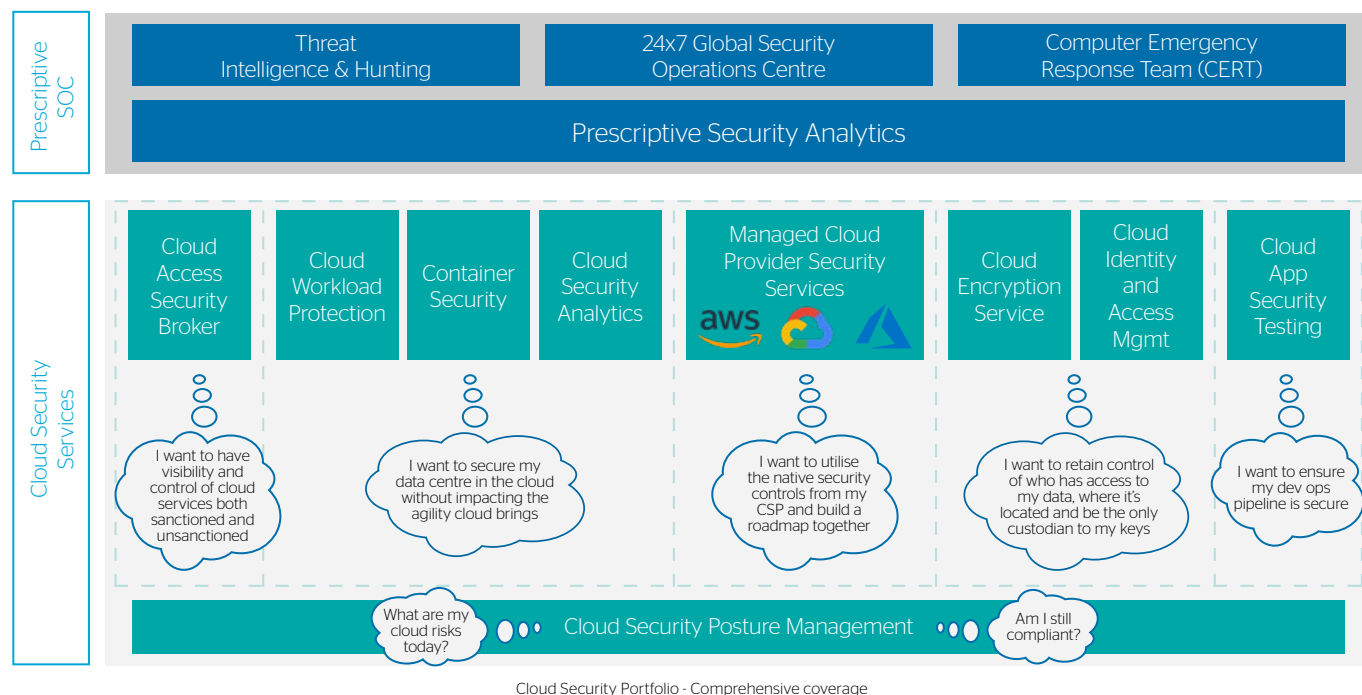 Prescriptive
SOC
Threat
Intelligence & Hunting
24x7 Global Security
Operations Centre
Computer Emergency
Response Team (CERT)
Prescriptive Security Analytics
Cloud Security
Services
Cloud
Access
Security
Broker
Cloud
Workload
Protection
Container
Security
Cloud
Security
Analytics
Managed Cloud
Provider Security
Services
aws
Cloud
Encryption
Service
Cloud
Identity
and
Access
Mgmt
Cloud
App
Security
Testing
I want to have
visibility and
control of cloud
services both
sanctioned and
unsanctioned
I want to secure my
data centre in the cloud
without impacting the
agility cloud brings
I want to utilise
the native security
controls from my
CSP and build a
roadmap together
I want to retain control
of who has access to
my data, where it's
located and be the only
custodian to my keys
I want to ensure
my dev ops
pipeline is secure
What are my
cloud risks
today?
Cloud Security Posture Management
Am I still
compliant?
Cloud Security Portfolio - Comprehensive coverage